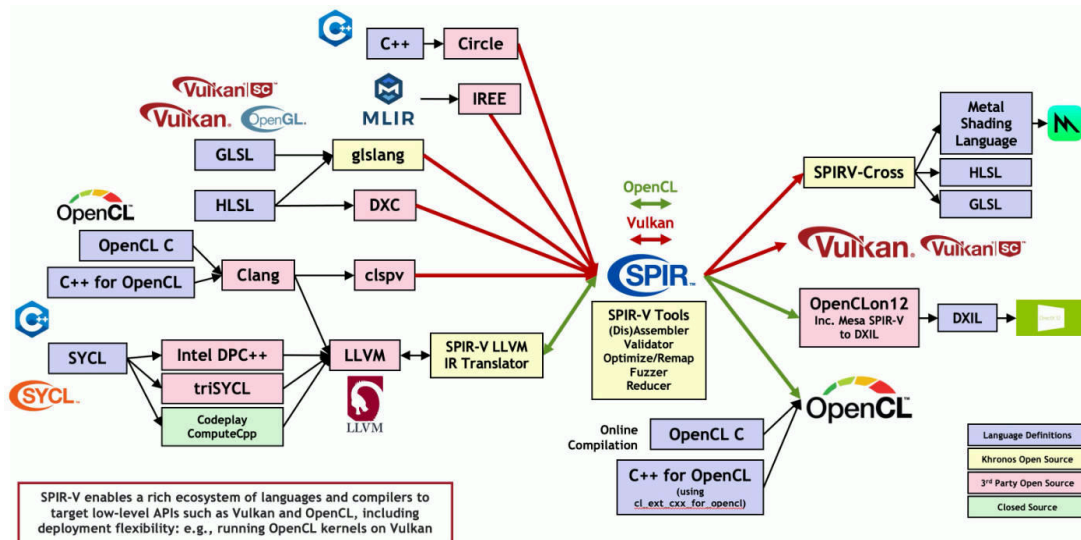 C++
C++
Circle
MLIR
IREE
Vulkan SC™
Vulkan®
OpenGL®
GLSL
glslang
HLSL
DXC
OpenCL
OpenCL C
C++ for OpenCL
Clang
clspv
C++
SYCL
Intel DPC++
triSYCL
Codeplay
ComputeCpp
LLVM
LLVM
SYCL™
SPIR-V LLVM
IR Translator
OpenCL
Vulkan
SPIR™
SPIR-V Tools
(Dis)Assembler
Validator
Optimize/Remap
Fuzzer
Reducer
SPIRV-Cross
Metal
Shading
Language
HLSL
GLSL
Vulkan®
Vulkan SC™
OpenCLon12
Inc. Mesa SPIR-V
to DXIL
DXIL
OpenCL™
Online
Compilation
OpenCL C
C++ for OpenCL
(using
cl_ext_cxx_for_opencl)
Language Definitions
Khronos Open Source
3rd Party Open Source
Closed Source
SPIR-V enables a rich ecosystem of languages and compilers to
target low-level APIs such as Vulkan and OpenCL, including
deployment flexibility: e.g., running OpenCL kernels on Vulkan